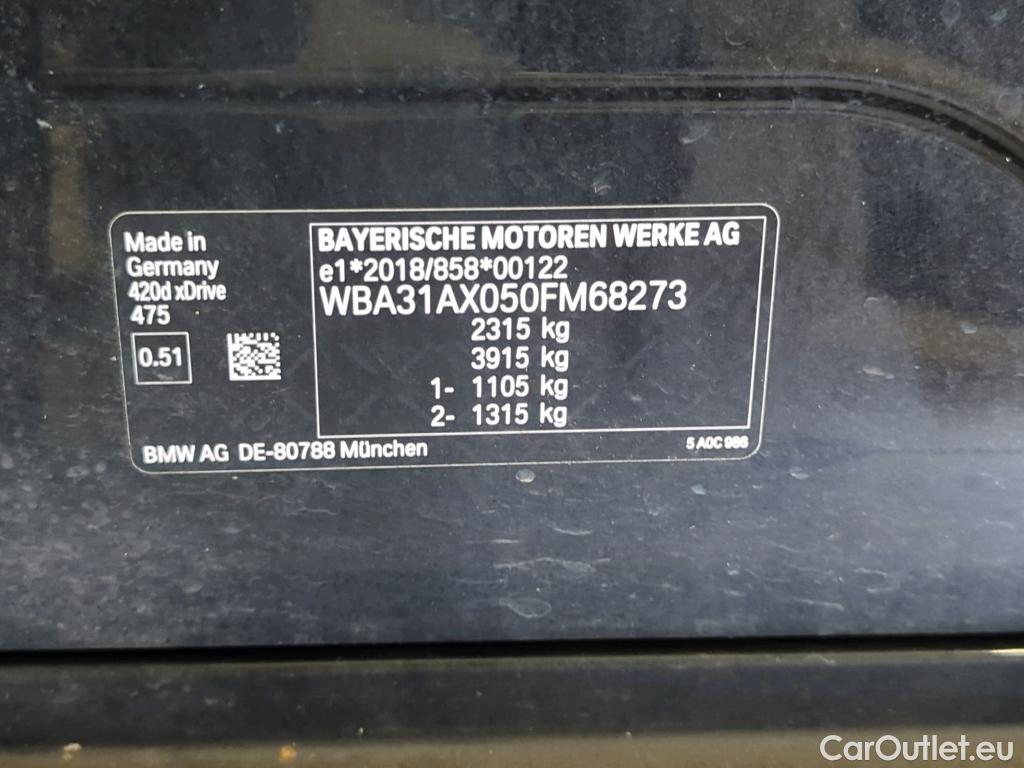 Made in
Germany
420d xDrive
475
0.51
BAYERISCHE MOTOREN WERKE AG
e1*2018/858*00122
WBA31AX050FM68273
2315 kg
3915 kg
1- 1105 kg
2- 1315 kg
BMW AG DE-80788 München
5 A0C 986
CarOutlet.eu